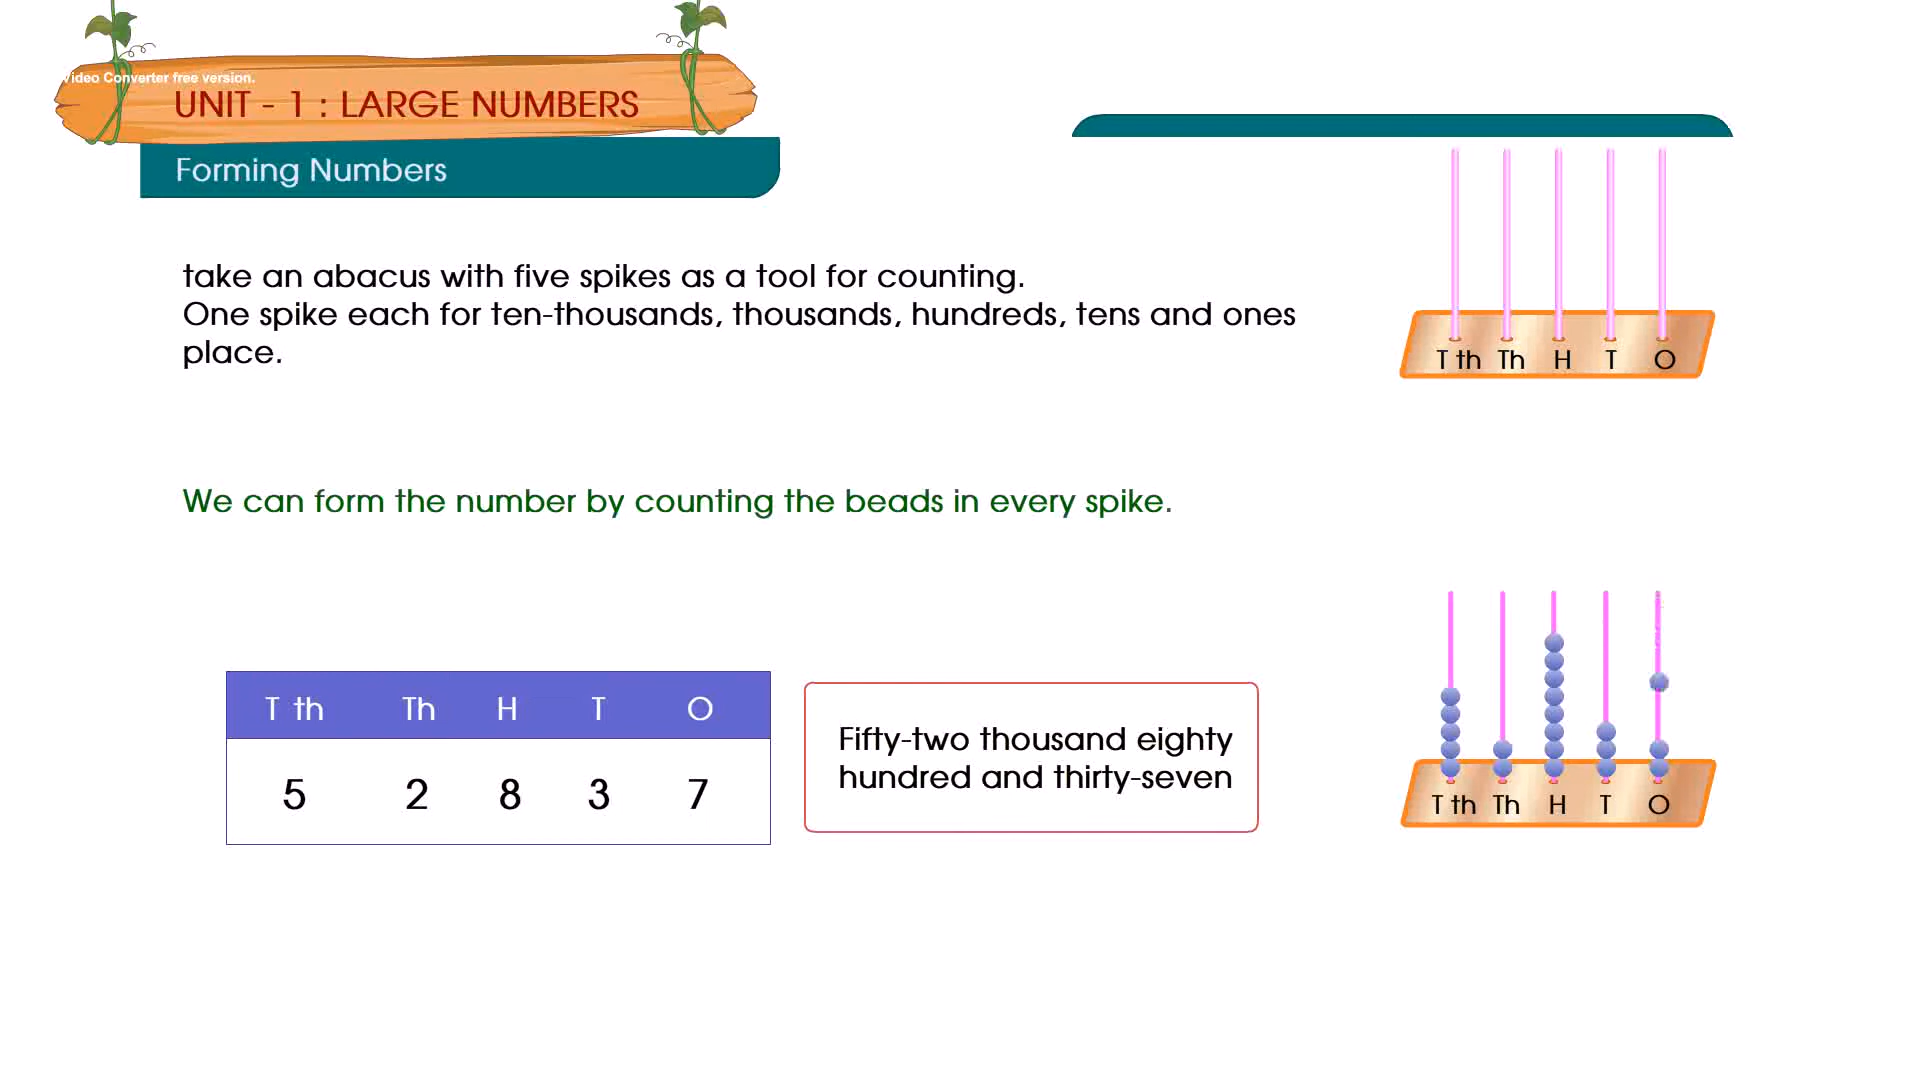 Video Converter free version.
UNIT - 1 : LARGE NUMBERS
Forming Numbers
take an abacus with five spikes as a tool for counting.
One spike each for ten-thousands, thousands, hundreds, tens and ones
place.
T th Th H T O
We can form the number by counting the beads in every spike.
T th Th H T O
5 2 8 3 7
Fifty-two thousand eighty
hundred and thirty-seven
T th Th H T O